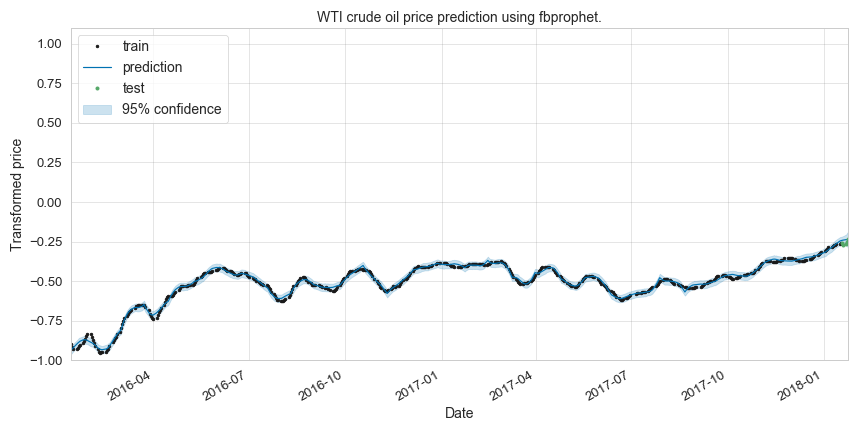 WTI crude oil price prediction using fbprophet.
train
prediction
test
95% confidence
Transformed price
1.00
0.75
0.50
0.25
0.00
−0.25
−0.50
−0.75
−1.00
2016-04
2016-07
2016-10
2017-01
2017-04
2017-07
2017-10
2018-01
Date